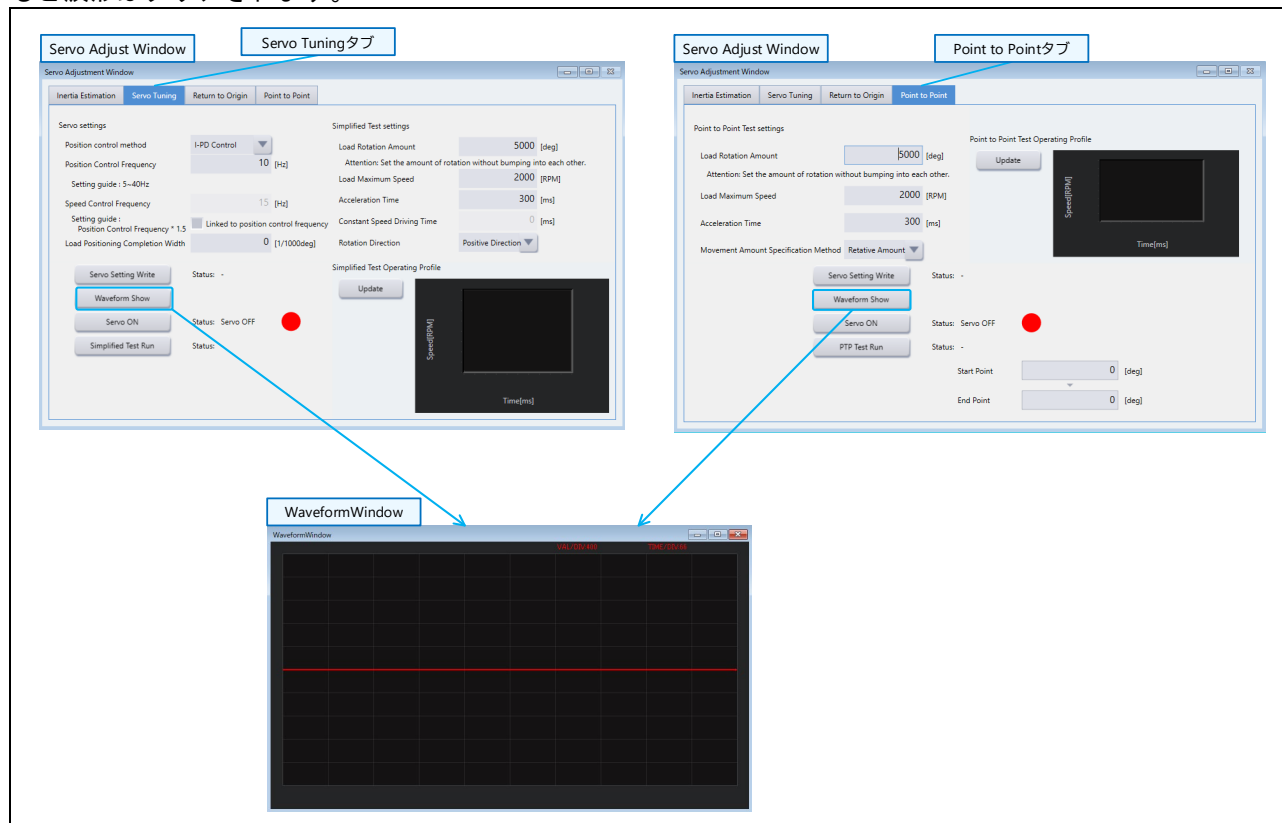 Servo Adjust Window
Servo Tuningタブ
Servo Adjustment Window
Inertia Estimation
Servo Tuning
Return to Origin
Point to Point
Servo settings
Position control method
I-PD Control
Position Control Frequency
10 [Hz]
Setting guide : 5~40Hz
Speed Control Frequency
15 [Hz]
Setting guide :
Position Control Frequency * 1.5
Linked to position control frequency
Load Positioning Completion Width
0 [1/1000deg]
Servo Setting Write
Status: -
Waveform Show
Servo ON
Status: Servo OFF
Simplified Test Run
Status:
Simplified Test settings
Load Rotation Amount
5000 [deg]
Attention: Set the amount of rotation without bumping into each other.
Load Maximum Speed
2000 [RPM]
Acceleration Time
300 [ms]
Constant Speed Driving Time
0 [ms]
Rotation Direction
Positive Direction
Simplified Test Operating Profile
Update
Speed[RPM]
Time[ms]
Servo Adjust Window
Point to Pointタブ
Servo Adjustment Window
Inertia Estimation
Servo Tuning
Return to Origin
Point to Point
Point to Point Test settings
Load Rotation Amount
5000 [deg]
Attention: Set the amount of rotation without bumping into each other.
Load Maximum Speed
2000 [RPM]
Acceleration Time
300 [ms]
Movement Amount Specification Method
Retative Amount
Point to Point Test Operating Profile
Update
Speed[RPM]
Time[ms]
Servo Setting Write
Status: -
Waveform Show
Servo ON
Status: Servo OFF
PTP Test Run
Status: -
Start Point
0 [deg]
End Point
0 [deg]
WaveformWindow
WaveformWindow